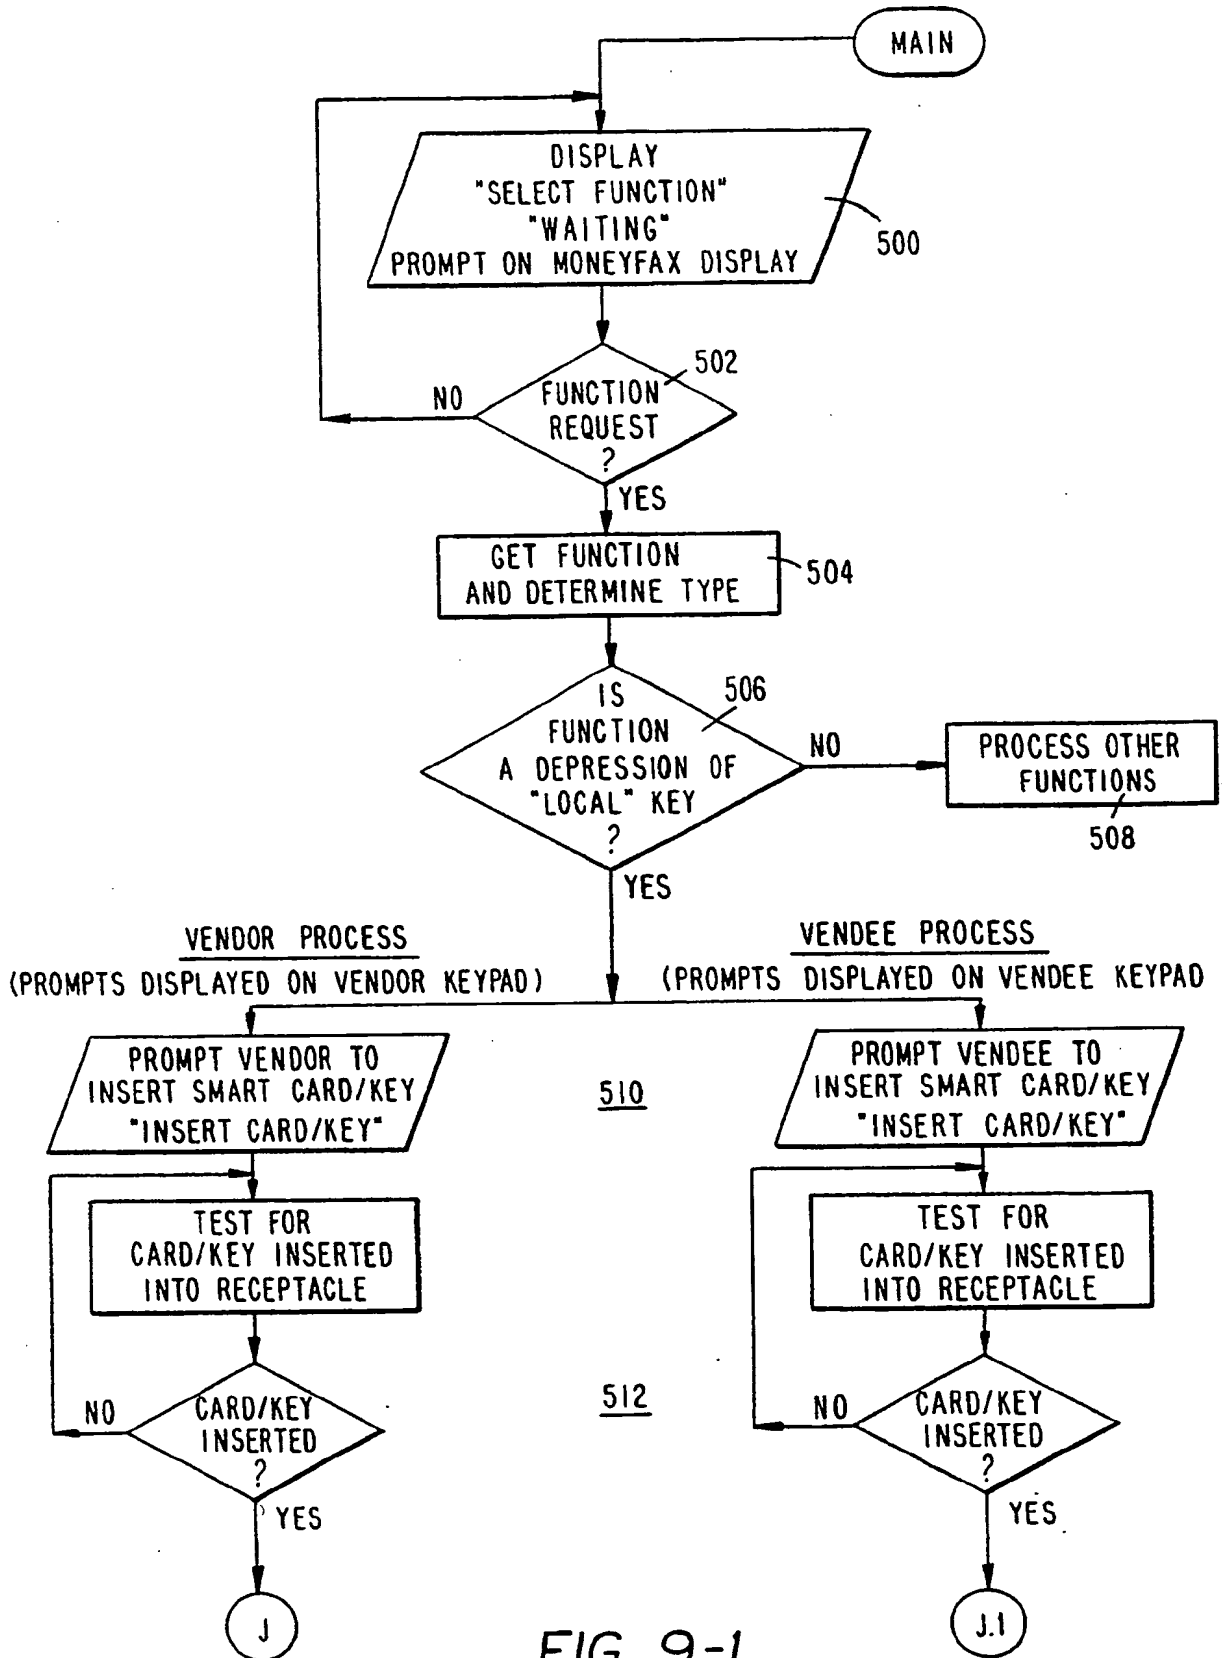 MAIN
DISPLAY
"SELECT FUNCTION"
"WAITING"
PROMPT ON MONEYFAX DISPLAY
500
502
FUNCTION
REQUEST
?
NO
YES
GET FUNCTION
AND DETERMINE TYPE
504
IS
FUNCTION
A DEPRESSION OF
"LOCAL" KEY
?
506
NO
PROCESS OTHER
FUNCTIONS
508
YES
VENDOR PROCESS
(PROMPTS DISPLAYED ON VENDOR KEYPAD)
VENDEE PROCESS
(PROMPTS DISPLAYED ON VENDEE KEYPAD
PROMPT VENDOR TO
INSERT SMART CARD/KEY
"INSERT CARD/KEY"
510
PROMPT VENDEE TO
INSERT SMART CARD/KEY
"INSERT CARD/KEY"
TEST FOR
CARD/KEY INSERTED
INTO RECEPTACLE
TEST FOR
CARD/KEY INSERTED
INTO RECEPTACLE
NO
CARD/KEY
INSERTED
?
YES
512
NO
CARD/KEY
INSERTED
?
YES
J
J.1
FIG. 9-1